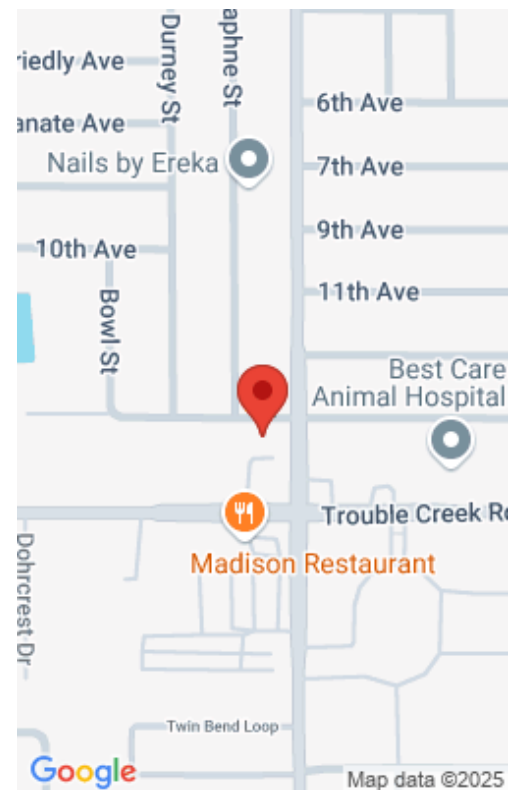 Durney St
aphne St
riedly Ave
6th Ave
anate Ave
Nails by Ereka
7th Ave
9th Ave
10th Ave
11th Ave
Bowl St
Best Care
Animal Hospital
Trouble Creek R
Madison Restaurant
Dohrcrest Dr
Twin Bend Loop
Google
Map data ©2025